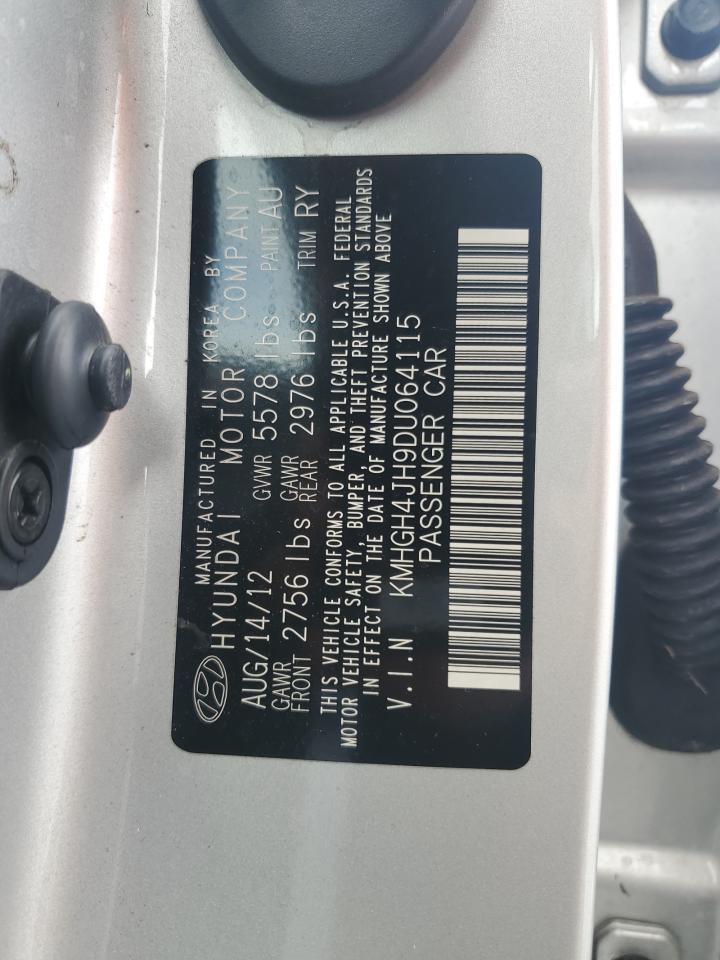 MANUFACTURED IN KOREA BY
HYUNDAI MOTOR COMPANY
AUG/14/12 GVWR 5578 lbs PAINT AU
GAWR FRONT 2756 lbs GAWR REAR 2976 lbs TRIM RY
THIS VEHICLE CONFORMS TO ALL APPLICABLE U.S.A. FEDERAL
MOTOR VEHICLE SAFETY, BUMPER, AND THEFT PREVENTION STANDARDS
IN EFFECT ON THE DATE OF MANUFACTURE SHOWN ABOVE
V.I.N KMHGH4JH9DU064115
PASSENGER CAR